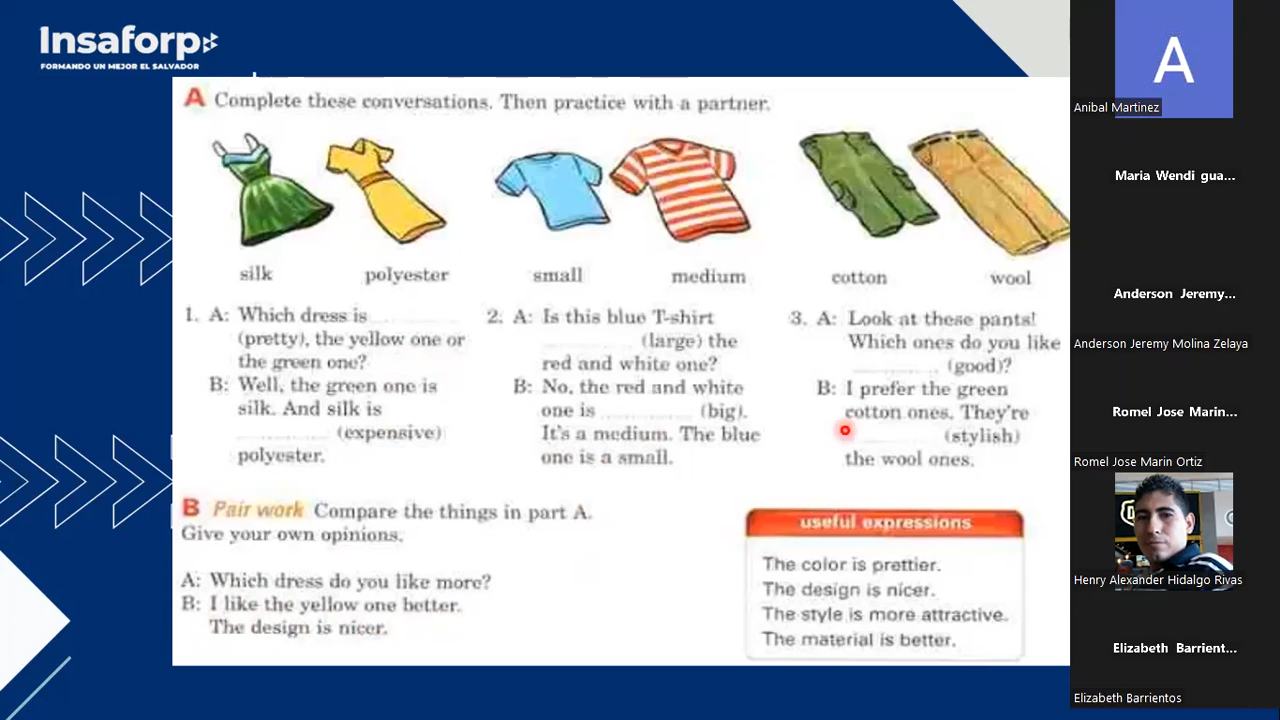 Insaforp
FORMANDO UN MEJOR EL SALVADOR
A Complete these conversations. Then practice with a partner.
silk polyester small medium cotton wool
1. A: Which dress is
(pretty), the yellow one or
the green one?
B: Well, the green one is
silk. And silk is
(expensive)
polyester.
2. A: Is this blue T-shirt
(large) the
red and white one?
B: No, the red and white
one is (big).
It's a medium. The blue
one is a small.
3. A: Look at these pants!
Which ones do you like
(good)?
B: I prefer the green
cotton ones. They're
(stylish)
the wool ones.
B Pair work Compare the things in part A.
Give your own opinions.
A: Which dress do you like more?
B: I like the yellow one better.
The design is nicer.
useful expressions
The color is prettier.
The design is nicer.
The style is more attractive.
The material is better.
A
Anibal Martinez
Maria Wendi gua...
Anderson Jeremy...
Anderson Jeremy Molina Zelaya
Romel Jose Marin...
Romel Jose Marin Ortiz
Henry Alexander Hidalgo Rivas
Elizabeth Barrient...
Elizabeth Barrientos